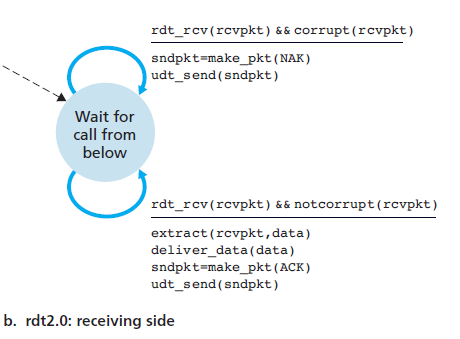 rdt_rcv(rcvpkt) && corrupt(rcvpkt)
sndpkt=make_pkt(NAK)
udt_send(sndpkt)
Wait for
call from
below
rdt_rcv(rcvpkt) && notcorrupt(rcvpkt)
extract(rcvpkt,data)
deliver_data(data)
sndpkt=make_pkt(ACK)
udt_send(sndpkt)
b. rdt2.0: receiving side